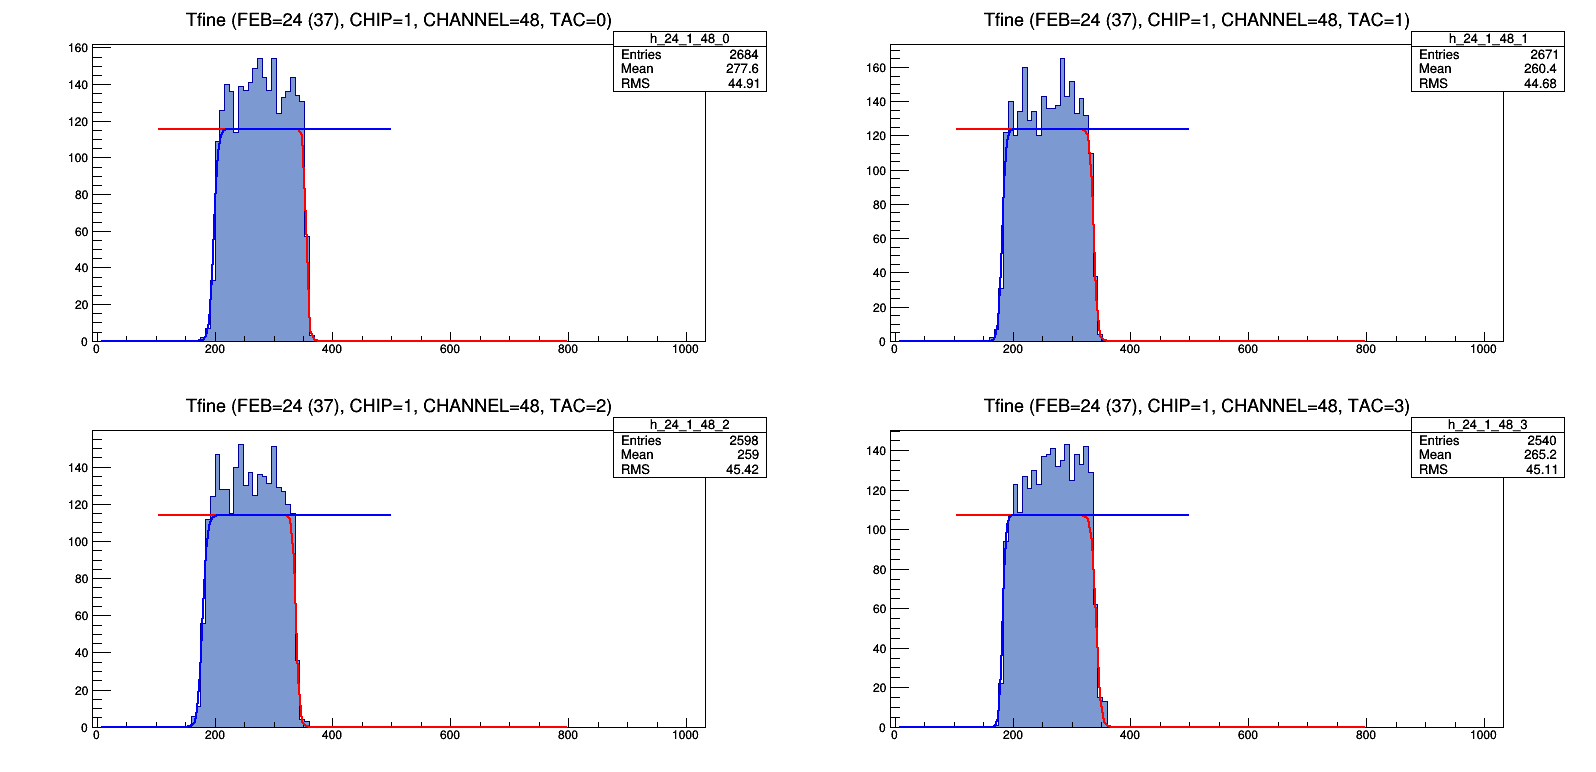 Tfine (FEB=24 (37), CHIP=1, CHANNEL=48, TAC=0)
h_24_1_48_0
Entries 2684
Mean 277.6
RMS 44.91
160
140
120
100
80
60
40
20
0
0 200 400 600 800 1000
Tfine (FEB=24 (37), CHIP=1, CHANNEL=48, TAC=1)
h_24_1_48_1
Entries 2671
Mean 260.4
RMS 44.68
160
140
120
100
80
60
40
20
0
0 200 400 600 800 1000
Tfine (FEB=24 (37), CHIP=1, CHANNEL=48, TAC=2)
h_24_1_48_2
Entries 2598
Mean 259
RMS 45.42
140
120
100
80
60
40
20
0
0 200 400 600 800 1000
Tfine (FEB=24 (37), CHIP=1, CHANNEL=48, TAC=3)
h_24_1_48_3
Entries 2540
Mean 265.2
RMS 45.11
140
120
100
80
60
40
20
0
0 200 400 600 800 1000